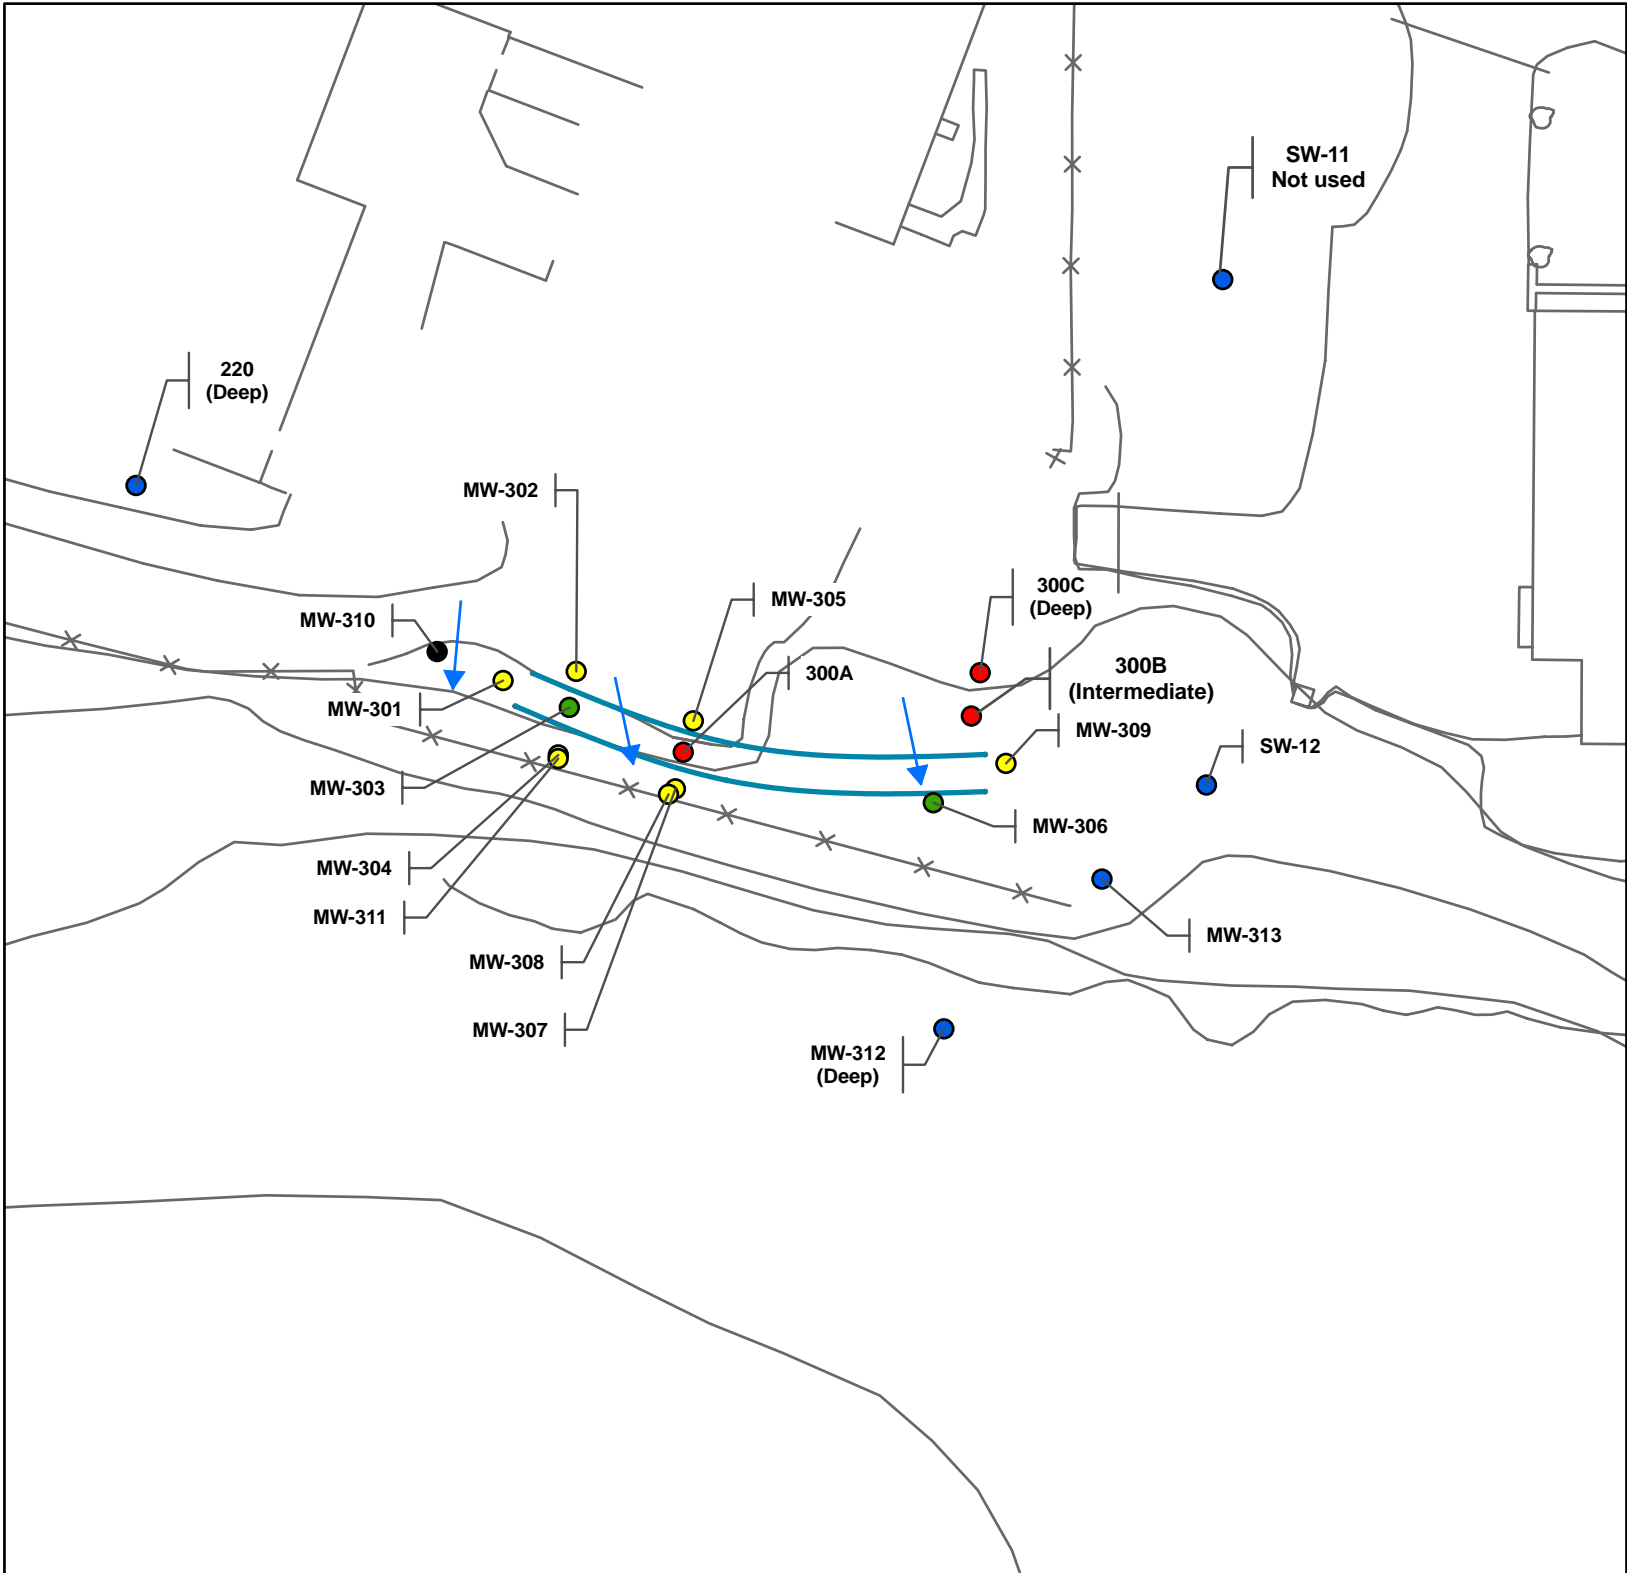 SW-11
Not used
220
(Deep)
MW-302
MW-305
300C
(Deep)
MW-310
300A
300B
(Intermediate)
MW-301
MW-309
SW-12
MW-303
MW-306
MW-304
MW-311
MW-313
MW-308
MW-307
MW-312
(Deep)